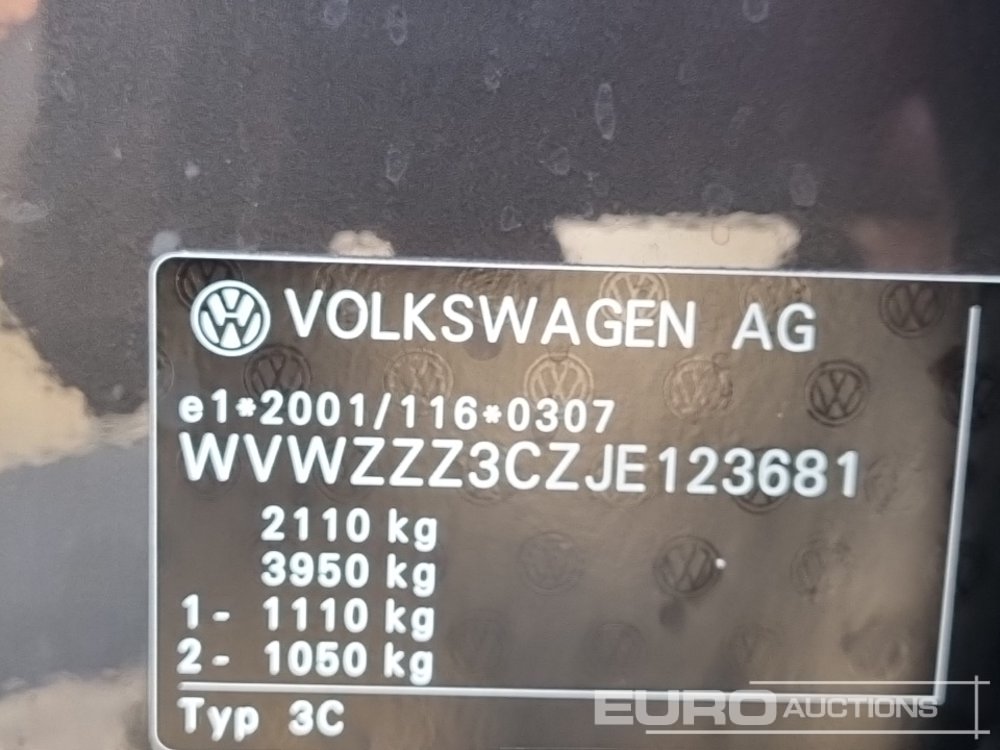 VOLKSWAGEN AG
e1*2001/116*0307
WVWZZZ3CZJE123681
2110 kg
3950 kg
1- 1110 kg
2- 1050 kg
Typ 3C
EURO AUCTIONS